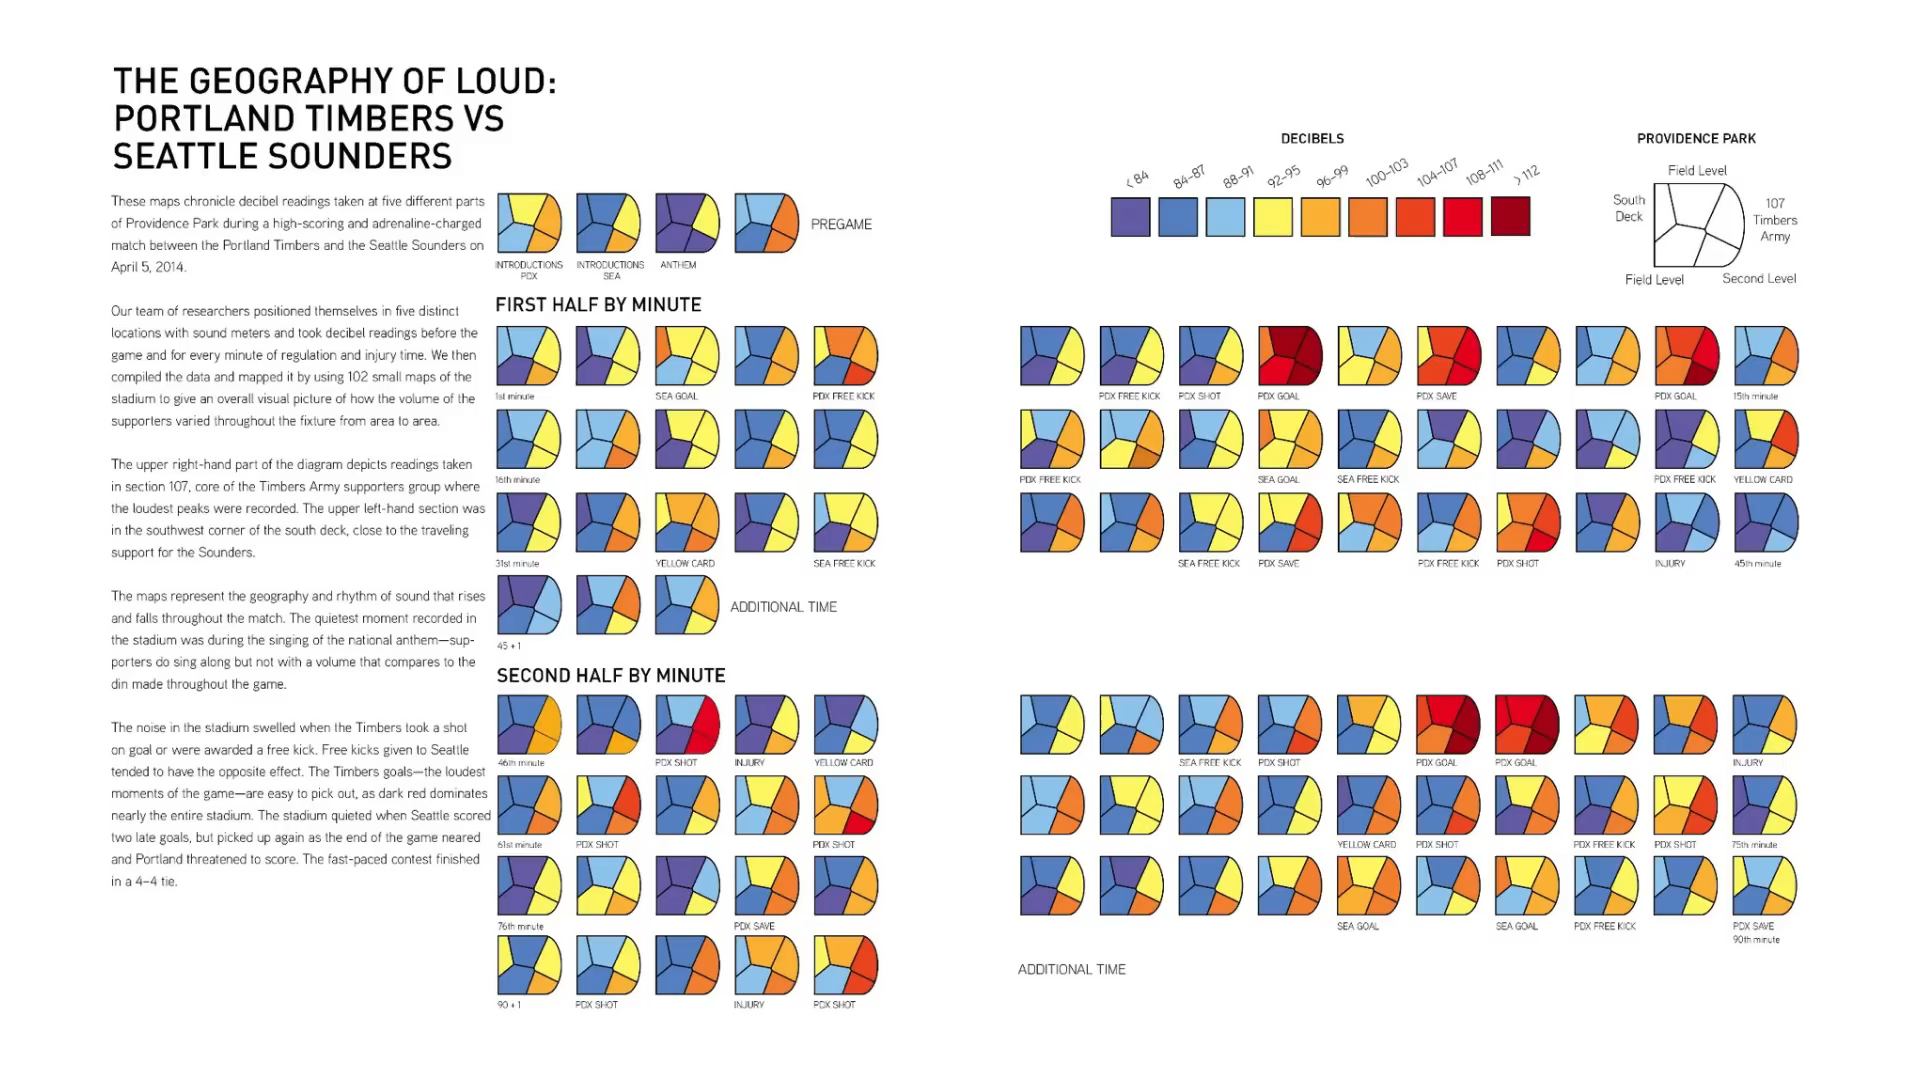 THE GEOGRAPHY OF LOUD:
PORTLAND TIMBERS VS
SEATTLE SOUNDERS
These maps chronicle decibel readings taken at five different parts
of Providence Park during a high-scoring and adrenaline-charged
match between the Portland Timbers and the Seattle Sounders on
April 5, 2014.
Our team of researchers positioned themselves in five distinct
locations with sound meters and took decibel readings before the
game and for every minute of regulation and injury time. We then
compiled the data and mapped it by using 102 small maps of the
stadium to give an overall visual picture of how the volume of the
supporters varied throughout the fixture from area to area.
The upper right-hand part of the diagram depicts readings taken
in section 107, core of the Timbers Army supporters group where
the loudest peaks were recorded. The upper left-hand section was
in the southwest corner of the south deck, close to the traveling
support for the Sounders.
The maps represent the geography and rhythm of sound that rises
and falls throughout the match. The quietest moment recorded in
the stadium was during the singing of the national anthem—sup-
porters do sing along but not with a volume that compares to the
din made throughout the game.
The noise in the stadium swelled when the Timbers took a shot
on goal or were awarded a free kick. Free kicks given to Seattle
tended to have the opposite effect. The Timbers goals—the loudest
moments of the game—are easy to pick out, as dark red dominates
nearly the entire stadium. The stadium quieted when Seattle scored
two late goals, but picked up again as the end of the game neared
and Portland threatened to score. The fast-paced contest finished
in a 4–4 tie.
DECIBELS
< 84 84–87 88–91 92–95 96–99 100–103 104–107 108–111 > 112
PROVIDENCE PARK
Field Level
South
Deck
107
Timbers
Army
Field Level Second Level
PREGAME
INTRODUCTIONS
PDX
INTRODUCTIONS
SEA
ANTHEM
FIRST HALF BY MINUTE
1st minute SEA GOAL PDX FREE KICK PDX FREE KICK PDX SHOT PDX GOAL PDX SAVE PDX GOAL 15th minute
16th minute PDX FREE KICK SEA GOAL SEA FREE KICK PDX FREE KICK YELLOW CARD
31st minute YELLOW CARD SEA FREE KICK SEA FREE KICK PDX SAVE PDX FREE KICK PDX SHOT INJURY 45th minute
ADDITIONAL TIME
45 + 1
SECOND HALF BY MINUTE
46th minute PDX SHOT INJURY YELLOW CARD SEA FREE KICK PDX SHOT PDX GOAL PDX GOAL INJURY
61st minute PDX SHOT PDX SHOT YELLOW CARD PDX SHOT PDX FREE KICK PDX SHOT 75th minute
76th minute PDX SAVE SEA GOAL SEA GOAL PDX FREE KICK PDX SAVE
90th minute
ADDITIONAL TIME
90 + 1 PDX SHOT INJURY PDX SHOT